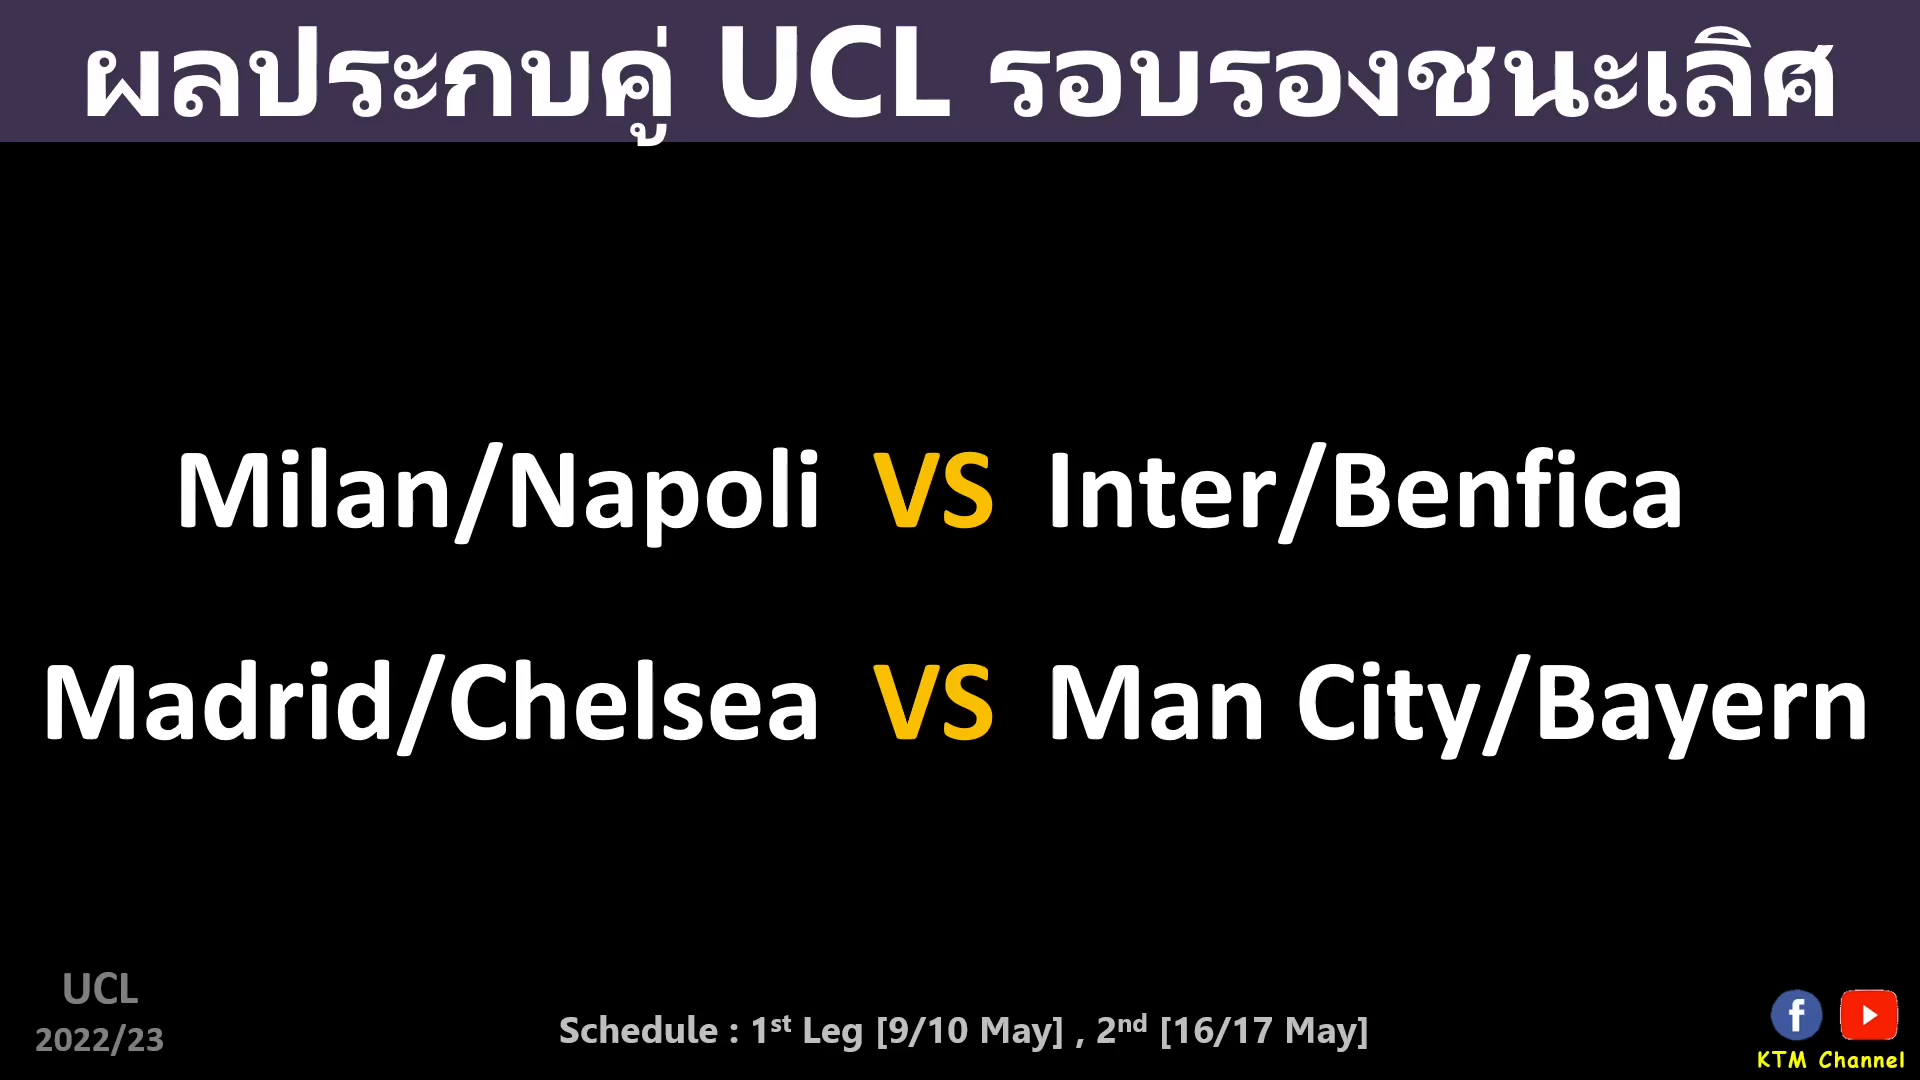 ผลประกบคู่ UCL รอบรองชนะเลิศ
Milan/Napoli VS Inter/Benfica
Madrid/Chelsea VS Man City/Bayern
UCL
2022/23
Schedule : 1st Leg [9/10 May] , 2nd [16/17 May]
f
KTM Channel